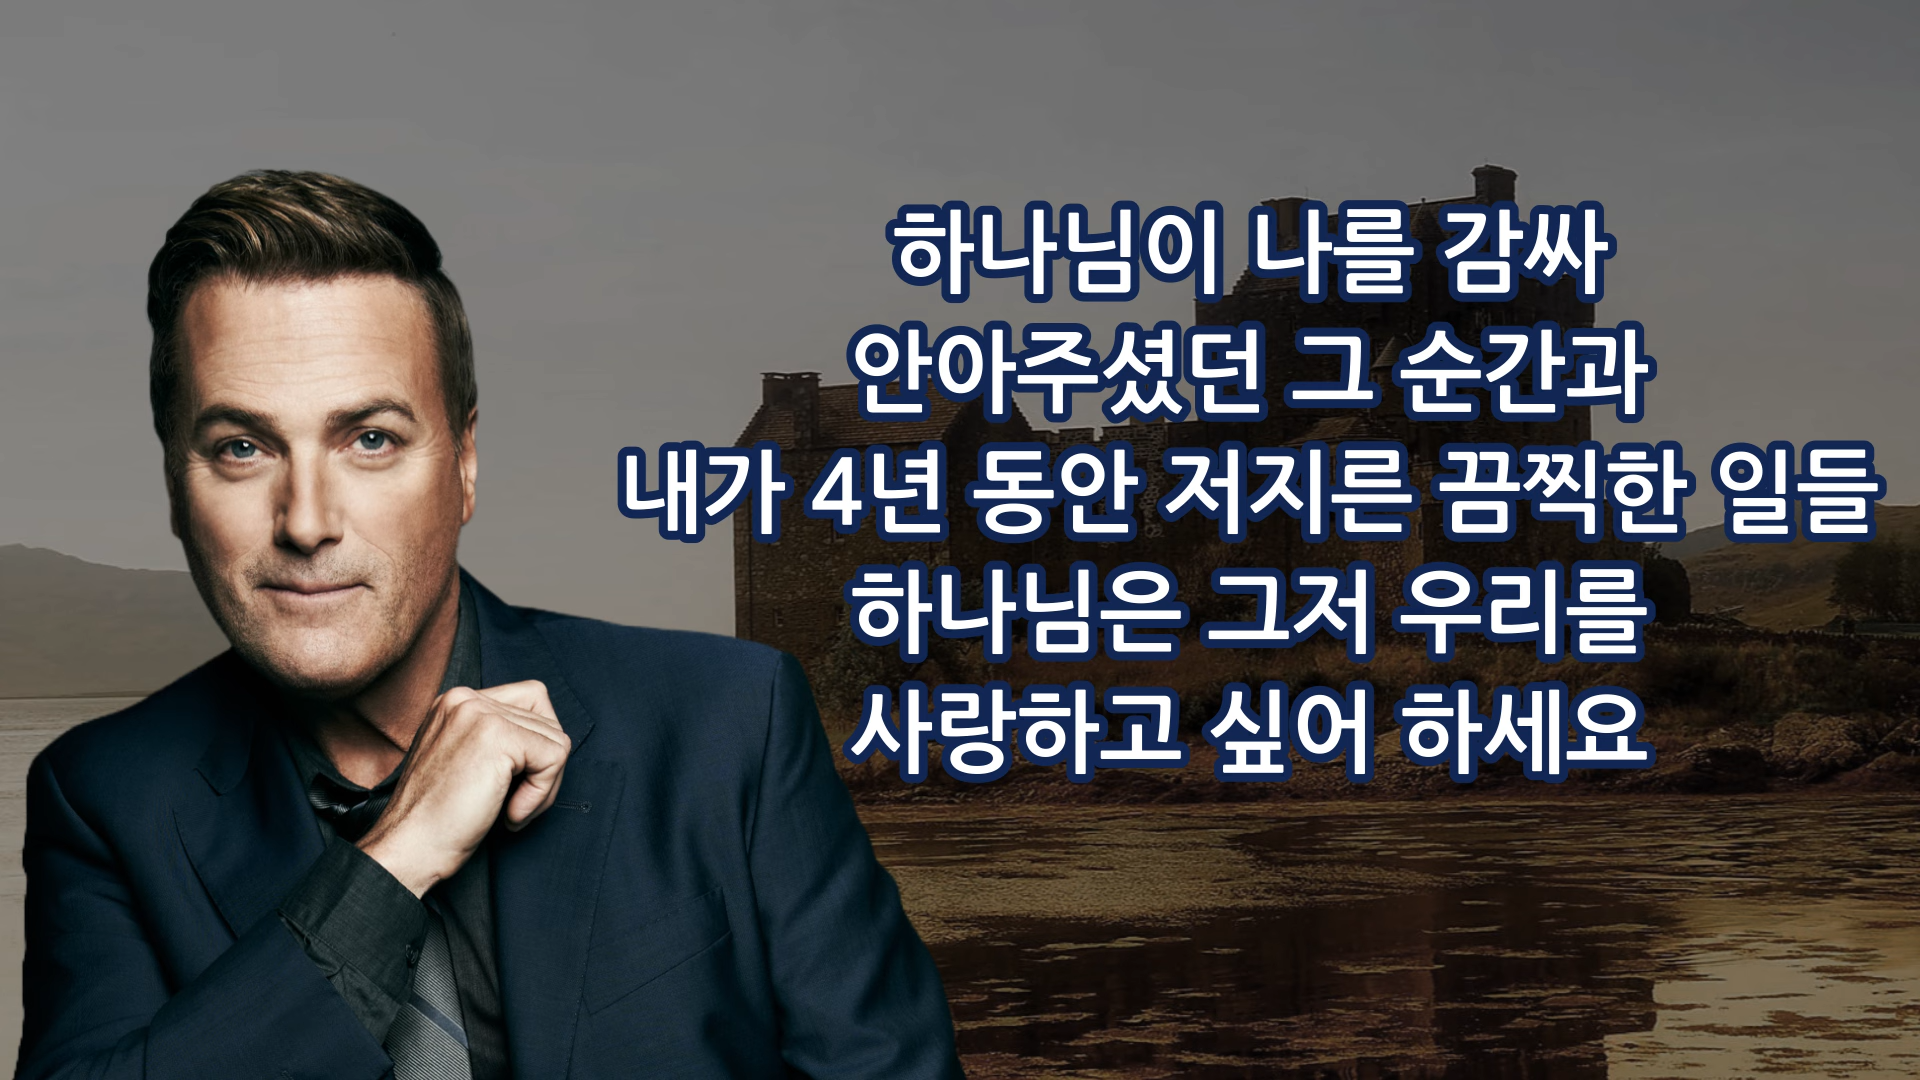 하나님이 나를 감싸
안아주셨던 그 순간과
내가 4년 동안 저지른 끔찍한 일들
하나님은 그저 우리를
사랑하고 싶어 하세요